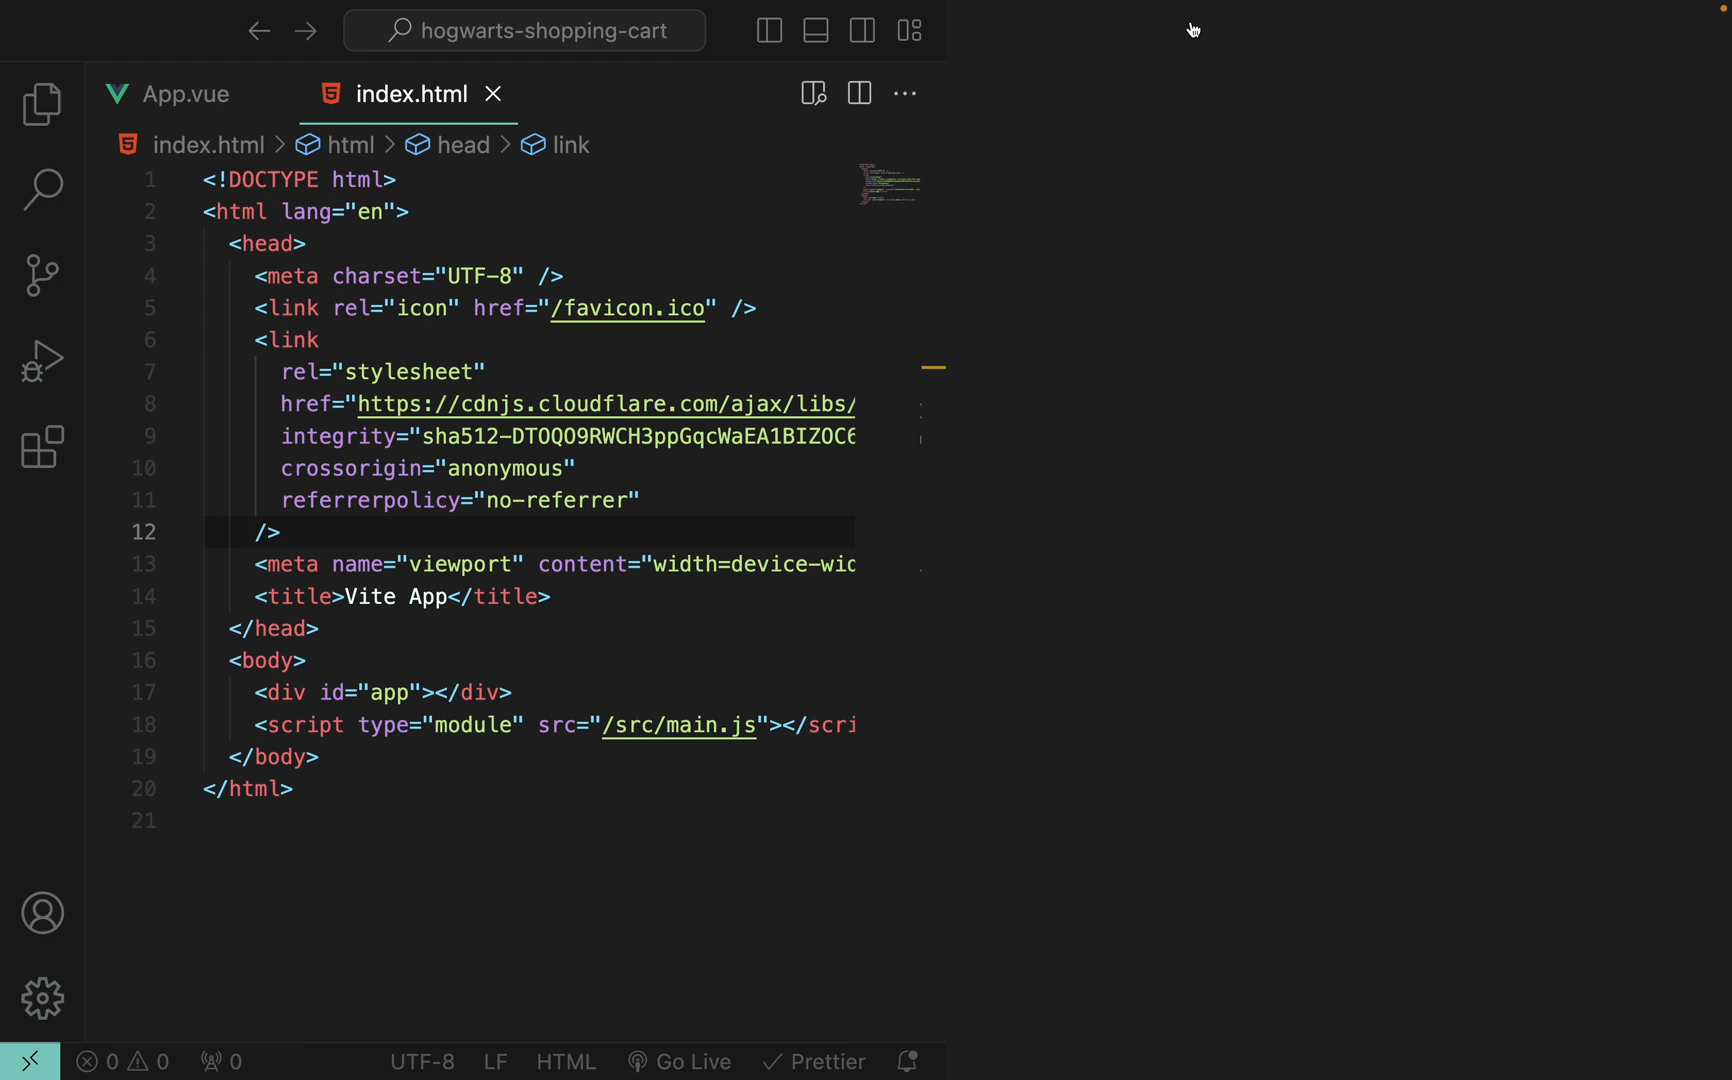 hogwarts-shopping-cart
App.vue
index.html
index.html > html > head > link
1 <!DOCTYPE html>
2 <html lang="en">
3 <head>
4 <meta charset="UTF-8" />
5 <link rel="icon" href="/favicon.ico" />
6 <link
7 rel="stylesheet"
8 href="https://cdnjs.cloudflare.com/ajax/libs/
9 integrity="sha512-DTOQO9RWCH3ppGqcWaEA1BIZOC6
10 crossorigin="anonymous"
11 referrerpolicy="no-referrer"
12 />
13 <meta name="viewport" content="width=device-wid
14 <title>Vite App</title>
15 </head>
16 <body>
17 <div id="app"></div>
18 <script type="module" src="/src/main.js"></scri
19 </body>
20 </html>
21
0 0 0 UTF-8 LF HTML Go Live Prettier